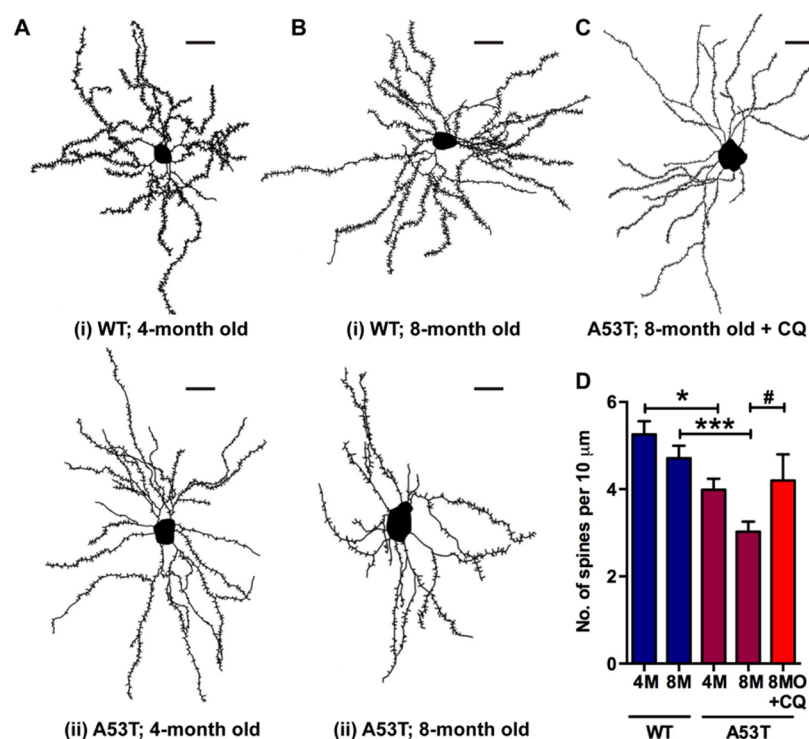 A
B
C
(i) WT; 4-month old
(i) WT; 8-month old
A53T; 8-month old + CQ
(ii) A53T; 4-month old
(ii) A53T; 8-month old
D
No. of spines per 10 μm
6
4
2
0
*
***
#
4M 8M 4M 8M 8MO
+CQ
WT A53T